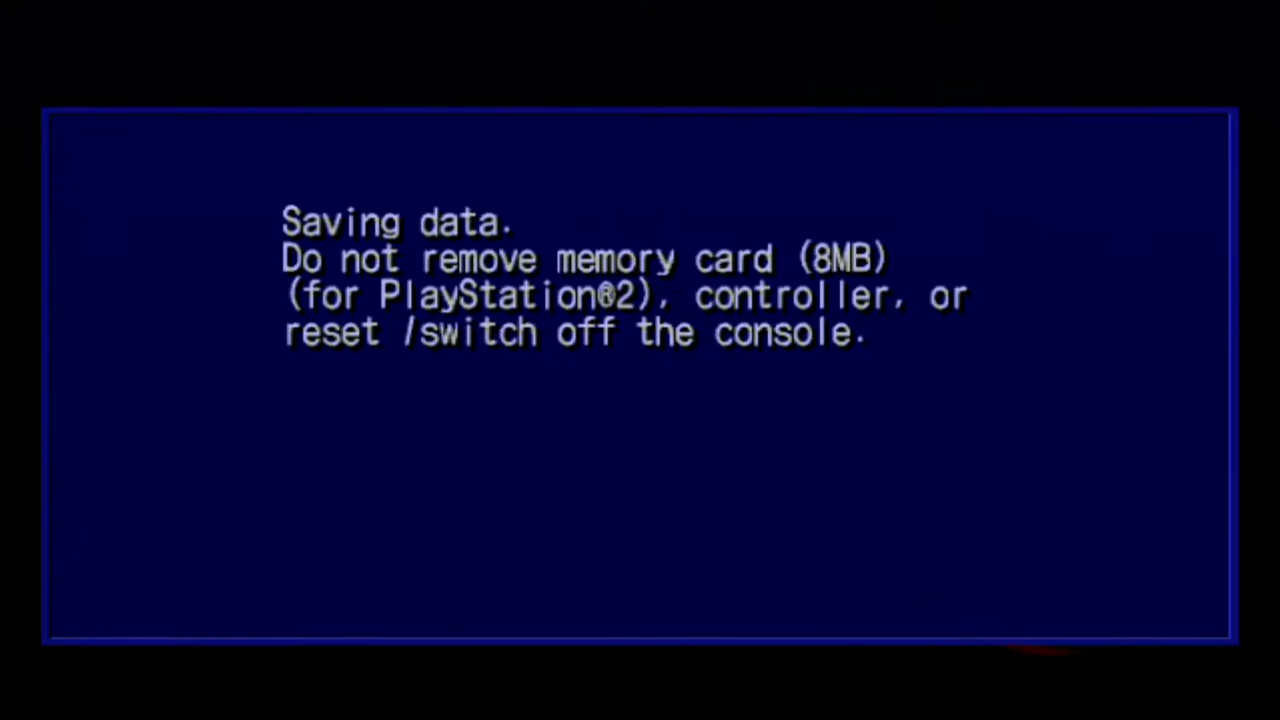 Saving data.
Do not remove memory card (8MB)
(for PlayStation®2), controller, or
reset /switch off the console.